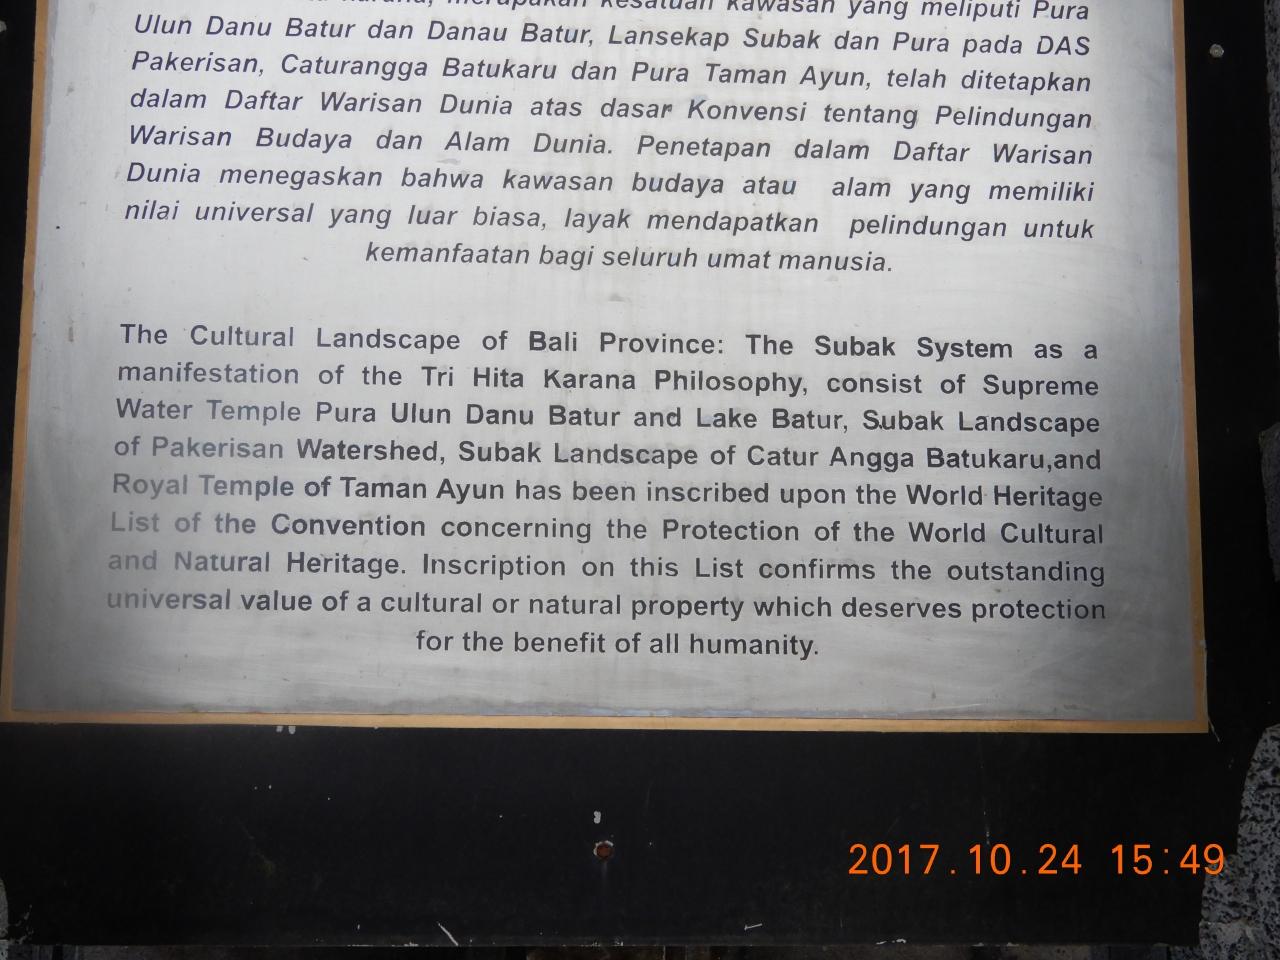 merupakan kesatuan kawasan yang meliputi Pura
Ulun Danu Batur dan Danau Batur, Lansekap Subak dan Pura pada DAS
Pakerisan, Caturangga Batukaru dan Pura Taman Ayun, telah ditetapkan
dalam Daftar Warisan Dunia atas dasar Konvensi tentang Pelindungan
Warisan Budaya dan Alam Dunia. Penetapan dalam Daftar Warisan
Dunia menegaskan bahwa kawasan budaya atau alam yang memiliki
nilai universal yang luar biasa, layak mendapatkan pelindungan untuk
kemanfaatan bagi seluruh umat manusia.
The Cultural Landscape of Bali Province: The Subak System as a
manifestation of the Tri Hita Karana Philosophy, consist of Supreme
Water Temple Pura Ulun Danu Batur and Lake Batur, Subak Landscape
of Pakerisan Watershed, Subak Landscape of Catur Angga Batukaru,and
Royal Temple of Taman Ayun has been inscribed upon the World Heritage
List of the Convention concerning the Protection of the World Cultural
and Natural Heritage. Inscription on this List confirms the outstanding
universal value of a cultural or natural property which deserves protection
for the benefit of all humanity.
2017.10.24 15:49